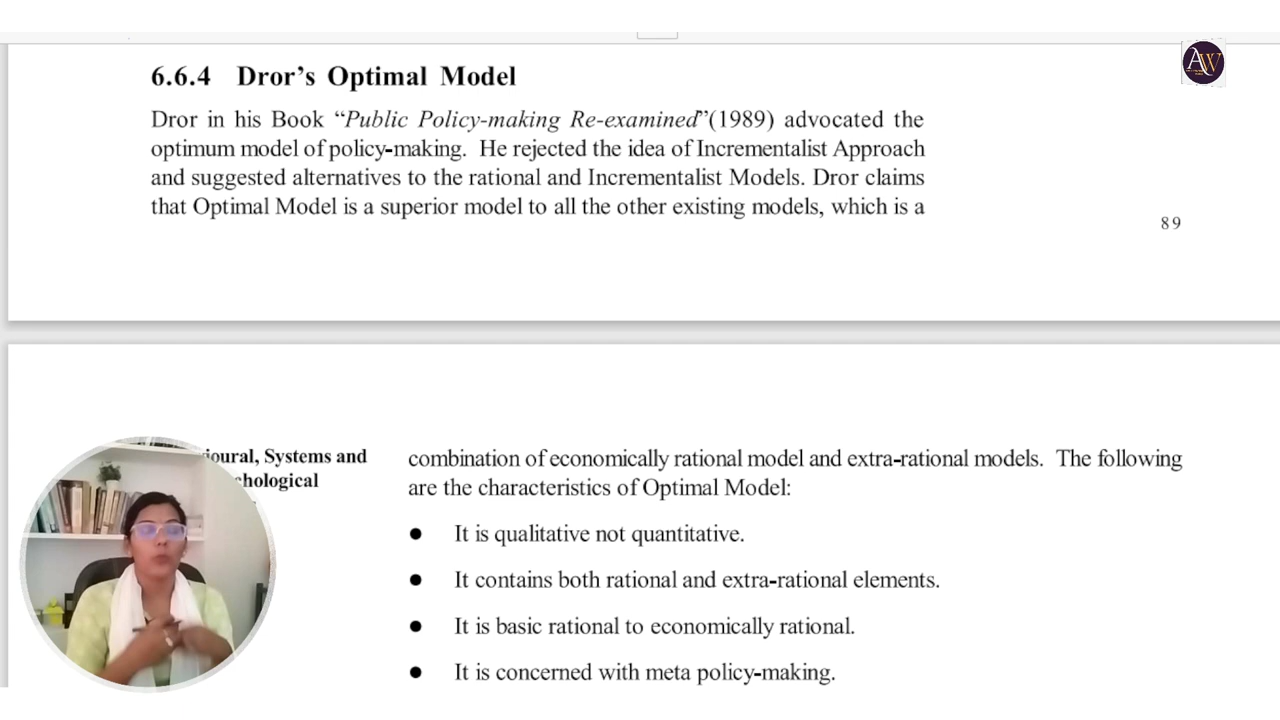 AW
6.6.4 Dror's Optimal Model
Dror in his Book “Public Policy-making Re-examined”(1989) advocated the
optimum model of policy-making. He rejected the idea of Incrementalist Approach
and suggested alternatives to the rational and Incrementalist Models. Dror claims
that Optimal Model is a superior model to all the other existing models, which is a
89
ioural, Systems and
hological
combination of economically rational model and extra-rational models. The following
are the characteristics of Optimal Model:
● It is qualitative not quantitative.
● It contains both rational and extra-rational elements.
● It is basic rational to economically rational.
● It is concerned with meta policy-making.